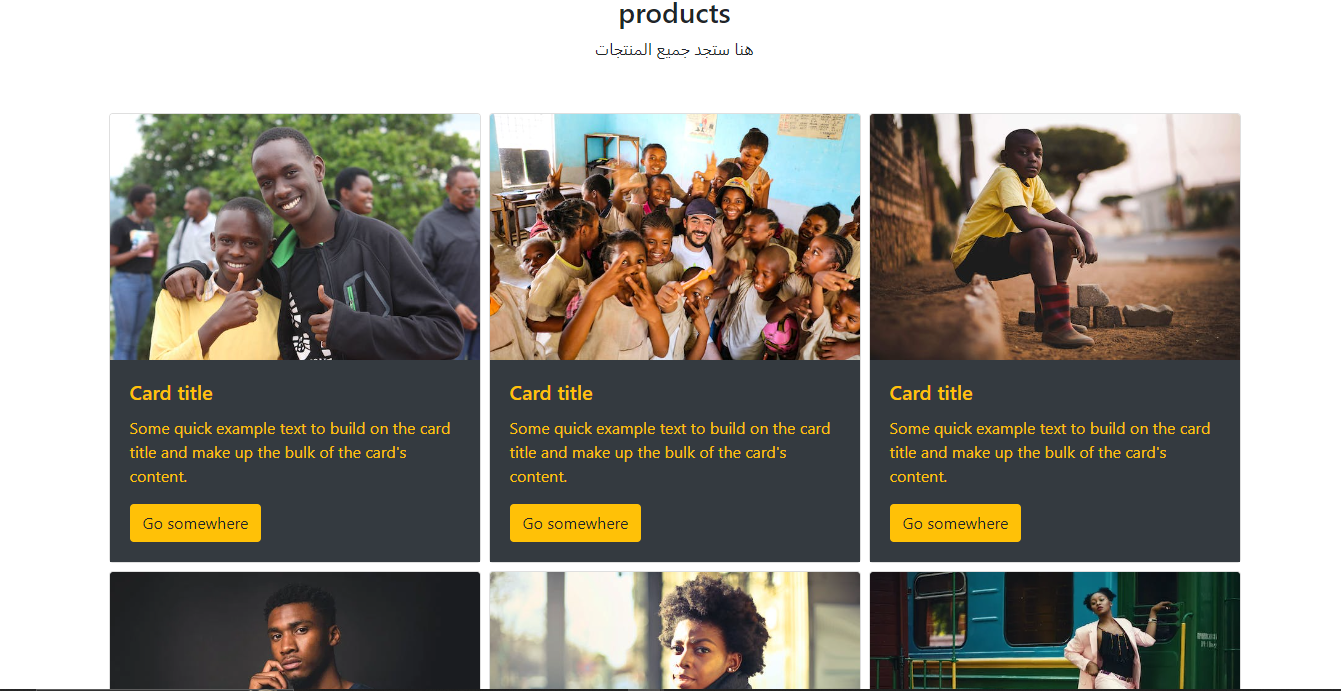 products
هنا ستجد جميع المنتجات
Card title
Some quick example text to build on the card
title and make up the bulk of the card's
content.
Go somewhere
Card title
Some quick example text to build on the card
title and make up the bulk of the card's
content.
Go somewhere
Card title
Some quick example text to build on the card
title and make up the bulk of the card's
content.
Go somewhere